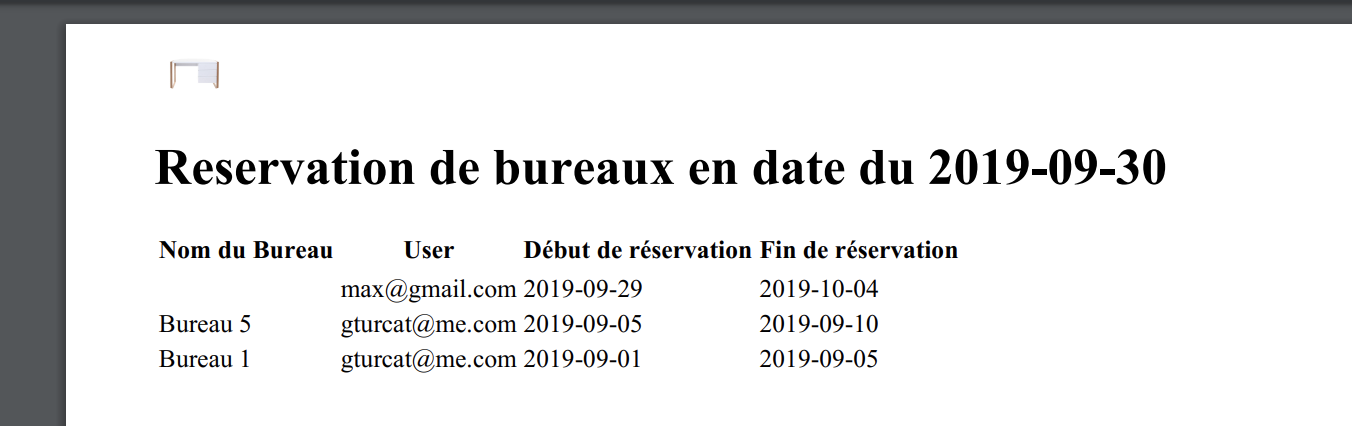 Reservation de bureaux en date du 2019-09-30
Nom du Bureau User Début de réservation Fin de réservation
max@gmail.com 2019-09-29 2019-10-04
Bureau 5 gturcat@me.com 2019-09-05 2019-09-10
Bureau 1 gturcat@me.com 2019-09-01 2019-09-05